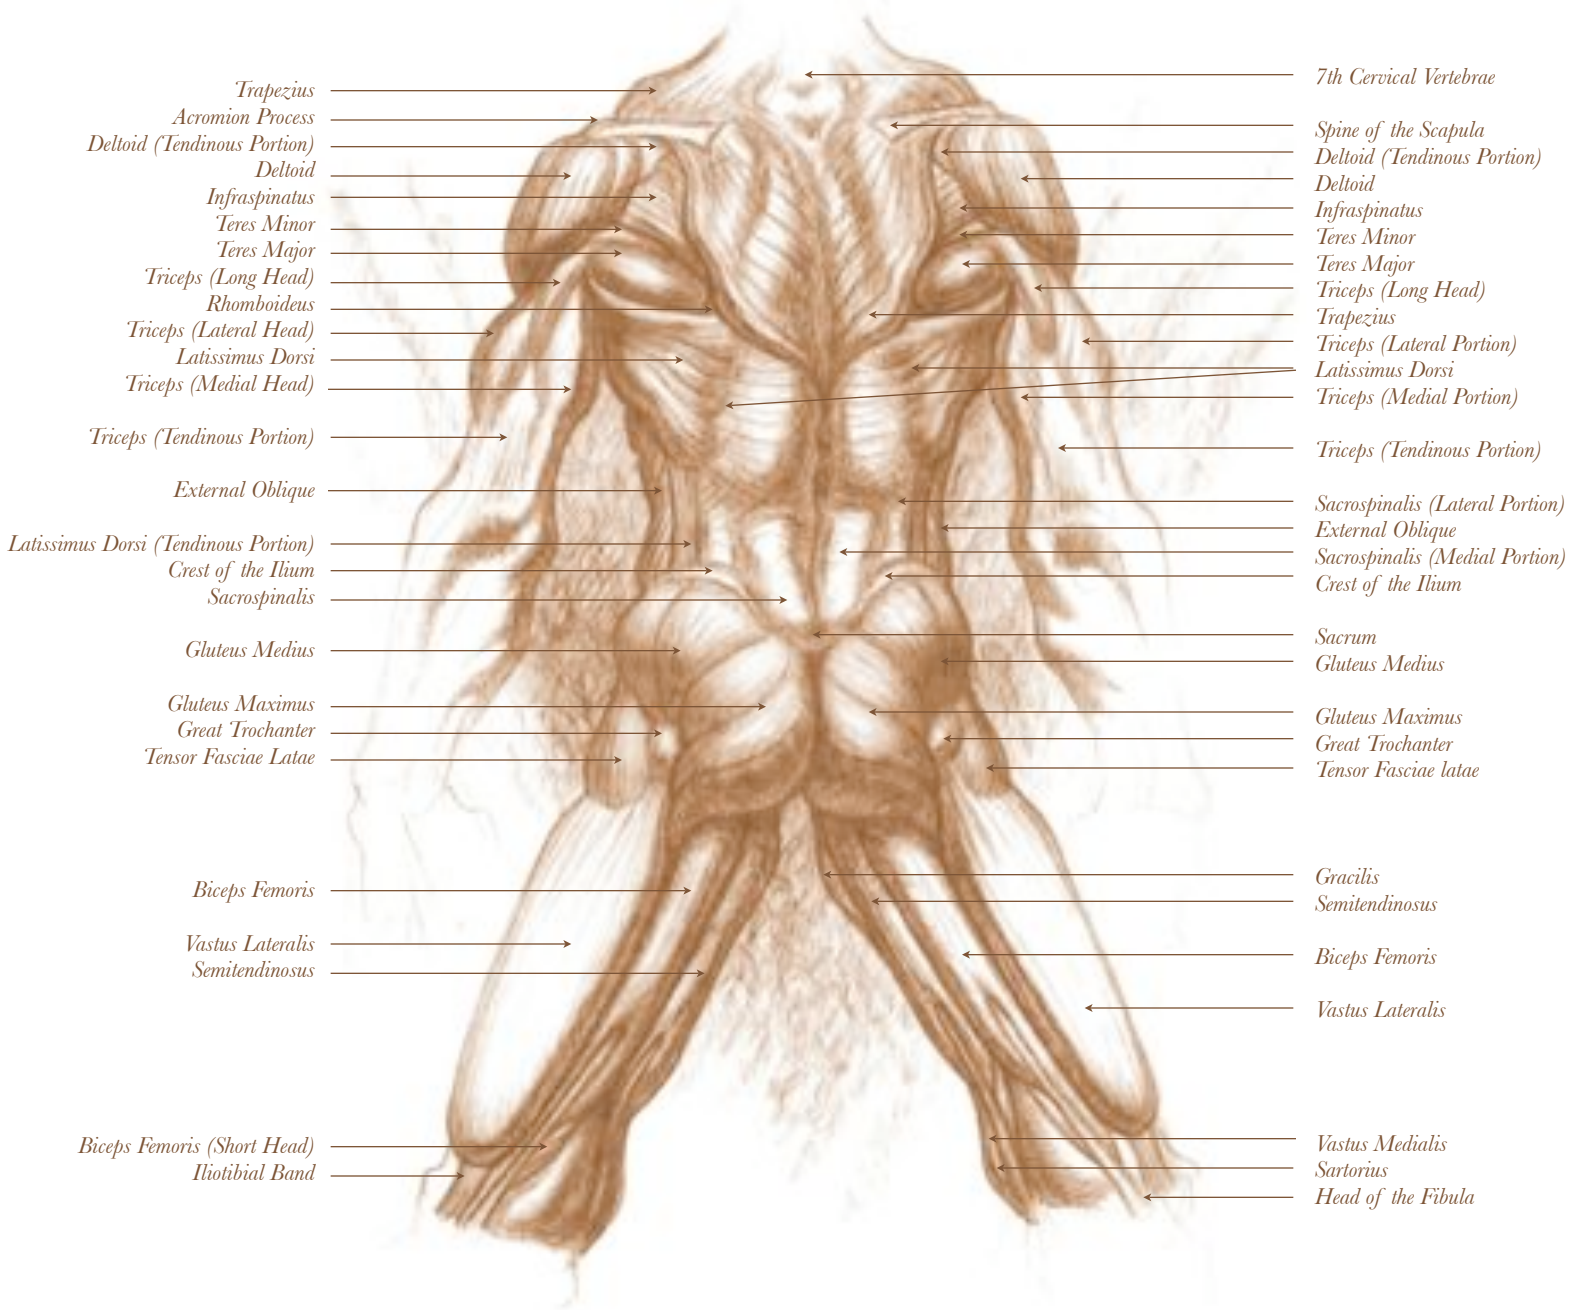 Trapezius
Acromion Process
Deltoid (Tendinous Portion)
Deltoid
Infraspinatus
Teres Minor
Teres Major
Triceps (Long Head)
Rhomboideus
Triceps (Lateral Head)
Latissimus Dorsi
Triceps (Medial Head)
Triceps (Tendinous Portion)
External Oblique
Latissimus Dorsi (Tendinous Portion)
Crest of the Ilium
Sacrospinalis
Gluteus Medius
Gluteus Maximus
Great Trochanter
Tensor Fasciae Latae
Biceps Femoris
Vastus Lateralis
Semitendinosus
Biceps Femoris (Short Head)
Iliotibial Band
7th Cervical Vertebrae
Spine of the Scapula
Deltoid (Tendinous Portion)
Deltoid
Infraspinatus
Teres Minor
Teres Major
Triceps (Long Head)
Trapezius
Triceps (Lateral Portion)
Latissimus Dorsi
Triceps (Medial Portion)
Triceps (Tendinous Portion)
Sacrospinalis (Lateral Portion)
External Oblique
Sacrospinalis (Medial Portion)
Crest of the Ilium
Sacrum
Gluteus Medius
Gluteus Maximus
Great Trochanter
Tensor Fasciae latae
Gracilis
Semitendinosus
Biceps Femoris
Vastus Lateralis
Vastus Medialis
Sartorius
Head of the Fibula